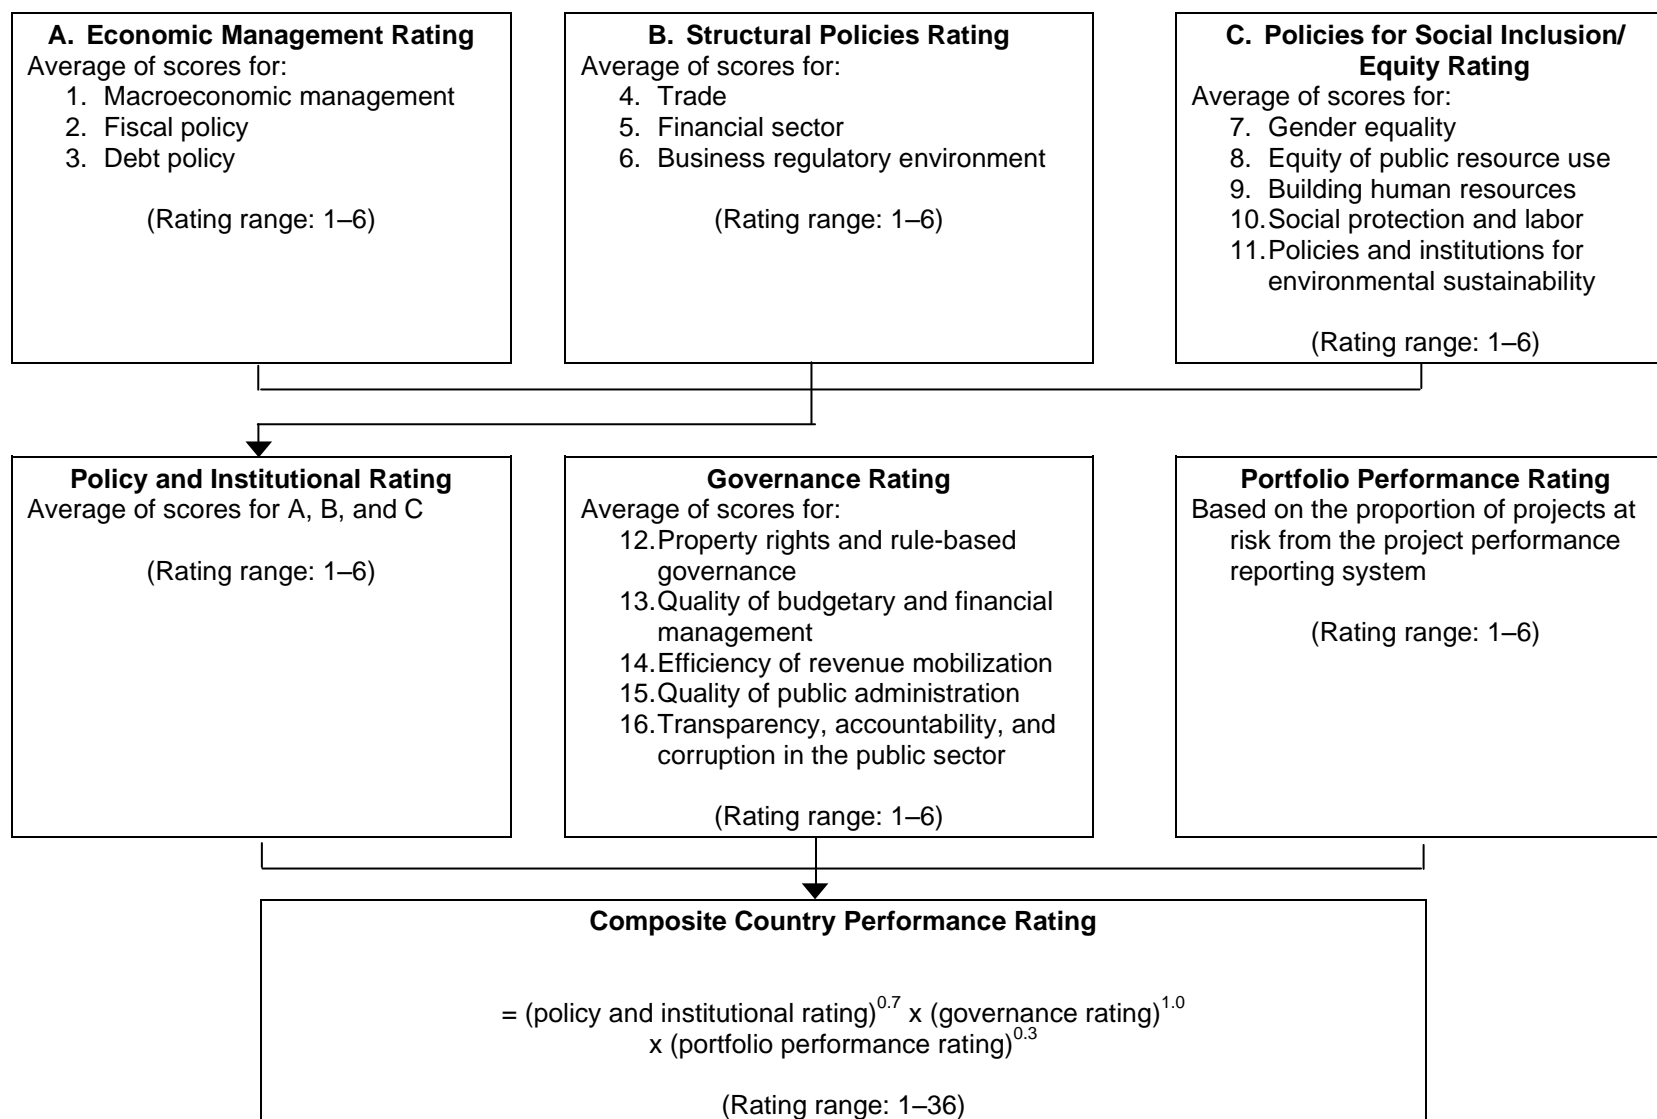 A. Economic Management Rating
Average of scores for:
1. Macroeconomic management
2. Fiscal policy
3. Debt policy
(Rating range: 1–6)
B. Structural Policies Rating
Average of scores for:
4. Trade
5. Financial sector
6. Business regulatory environment
(Rating range: 1–6)
C. Policies for Social Inclusion/
Equity Rating
Average of scores for:
7. Gender equality
8. Equity of public resource use
9. Building human resources
10. Social protection and labor
11. Policies and institutions for
environmental sustainability
(Rating range: 1–6)
Policy and Institutional Rating
Average of scores for A, B, and C
(Rating range: 1–6)
Governance Rating
Average of scores for:
12. Property rights and rule-based
governance
13. Quality of budgetary and financial
management
14. Efficiency of revenue mobilization
15. Quality of public administration
16. Transparency, accountability, and
corruption in the public sector
(Rating range: 1–6)
Portfolio Performance Rating
Based on the proportion of projects at
risk from the project performance
reporting system
(Rating range: 1–6)
Composite Country Performance Rating
= (policy and institutional rating)^0.7 x (governance rating)^1.0
x (portfolio performance rating)^0.3
(Rating range: 1–36)